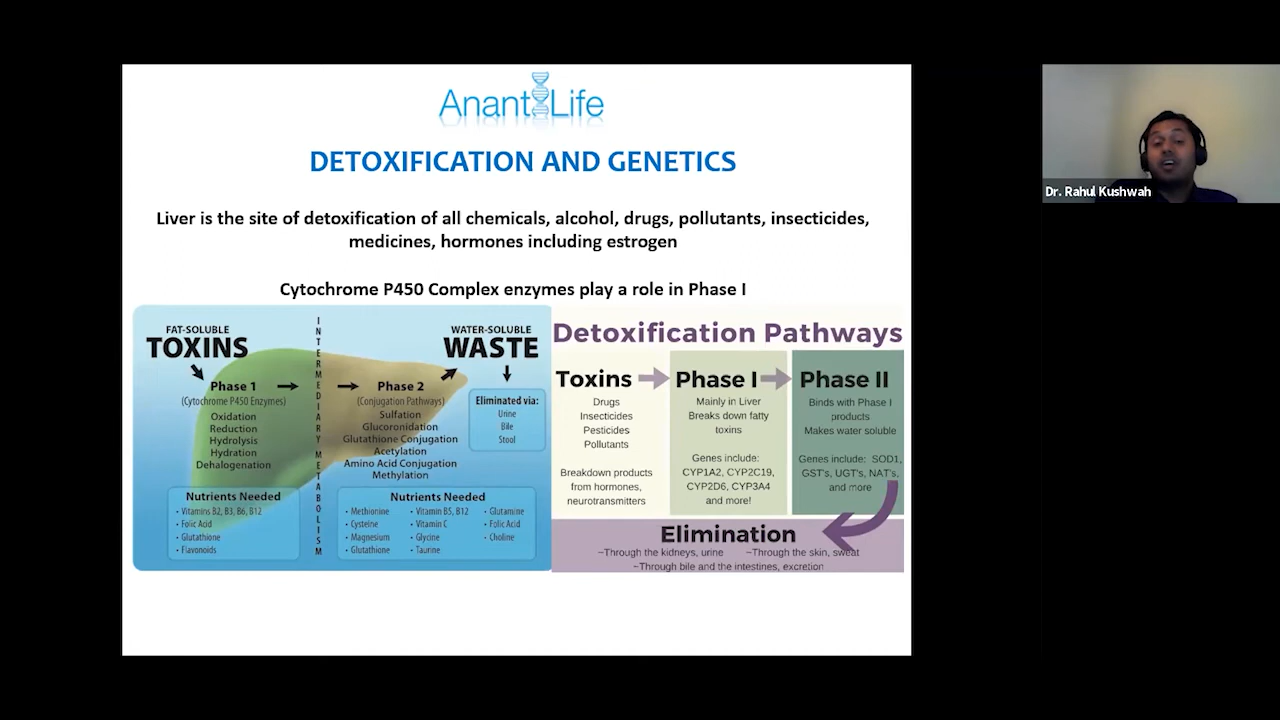 Anant Life
DETOXIFICATION AND GENETICS
Liver is the site of detoxification of all chemicals, alcohol, drugs, pollutants, insecticides,
medicines, hormones including estrogen
Cytochrome P450 Complex enzymes play a role in Phase I
FAT-SOLUBLE
TOXINS
Phase 1
(Cytochrome P450 Enzymes)
Oxidation
Reduction
Hydrolysis
Hydration
Dehalogenation
INTERMEDIARY METABOLISM
Phase 2
(Conjugation Pathways)
Sulfation
Glucoronidation
Glutathione Conjugation
Acetylation
Amino Acid Conjugation
Methylation
WATER-SOLUBLE
WASTE
Eliminated via:
Urine
Bile
Stool
Nutrients Needed
• Vitamins B2, B3, B6, B12
• Folic Acid
• Glutathione
• Flavonoids
Nutrients Needed
• Methionine
• Cysteine
• Magnesium
• Glutathione
• Vitamin B5, B12
• Vitamin C
• Glycine
• Taurine
• Glutamine
• Folic Acid
• Choline
Detoxification Pathways
Toxins
Drugs
Insecticides
Pesticides
Pollutants
Breakdown products
from hormones,
neurotransmitters
Phase I
Mainly in Liver
Breaks down fatty
toxins
Genes include:
CYP1A2, CYP2C19,
CYP2D6, CYP3A4
and more!
Phase II
Binds with Phase I
products
Makes water soluble
Genes include: SOD1,
GST's, UGT's, NAT's,
and more
Elimination
~Through the kidneys, urine ~Through the skin, sweat
~Through bile and the intestines, excretion
Dr. Rahul Kushwah